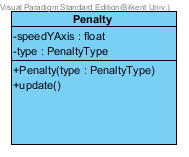 Visual Paradigm Standard Edition(Bilkent Univ.)
Penalty
-speedYAxis : float
-type : PenaltyType
+Penalty(type : PenaltyType)
+update()